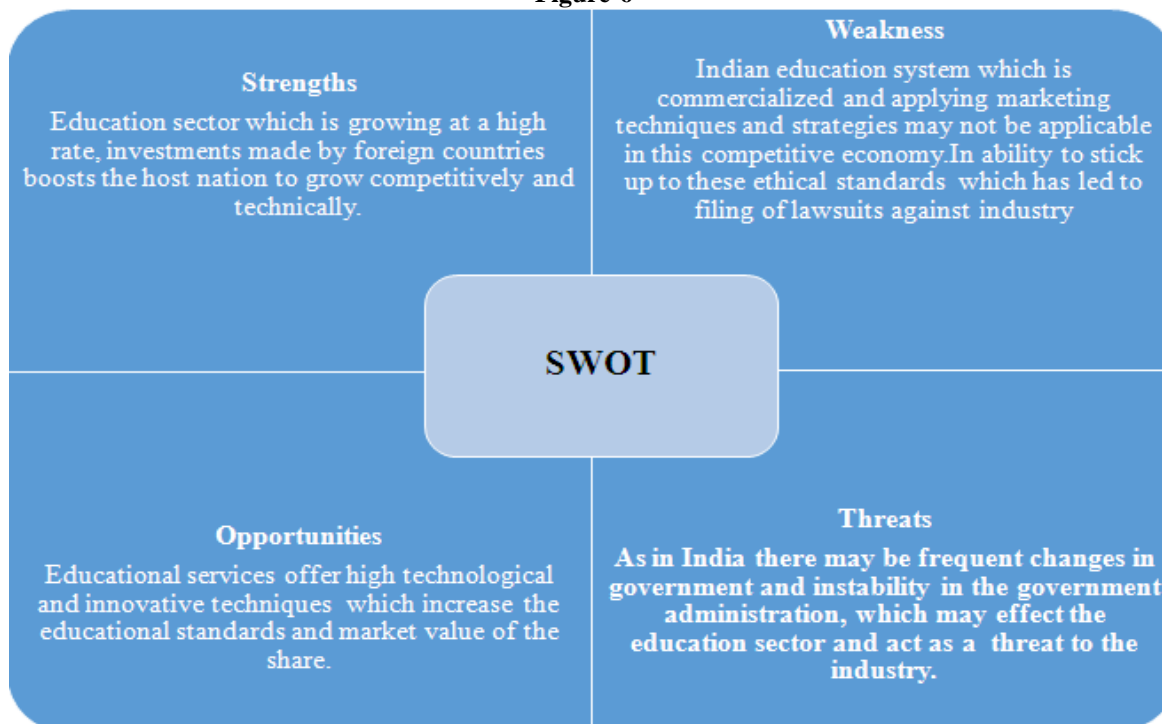 Figure 6
Strengths
Education sector which is growing at a high
rate, investments made by foreign countries
boosts the host nation to grow competitively and
technically.
Weakness
Indian education system which is
commercialized and applying marketing
techniques and strategies may not be applicable
in this competitive economy.In ability to stick
up to these ethical standards which has led to
filing of lawsuits against industry
SWOT
Opportunities
Educational services offer high technological
and innovative techniques which increase the
educational standards and market value of the
share.
Threats
As in India there may be frequent changes in
government and instability in the government
administration, which may effect the
education sector and act as a threat to the
industry.